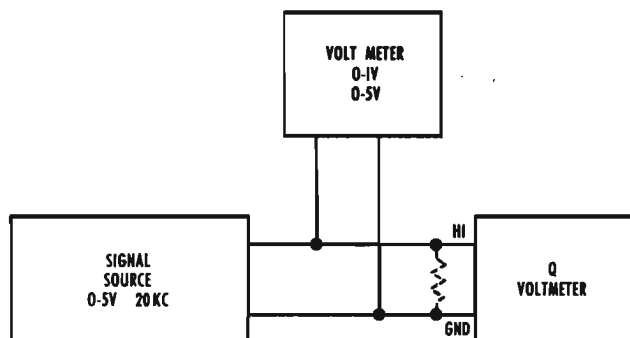 VOLT METER
0-1V
0-5V
HI
SIGNAL
SOURCE
0-5V 20KC
Q
VOLTMETER
GND